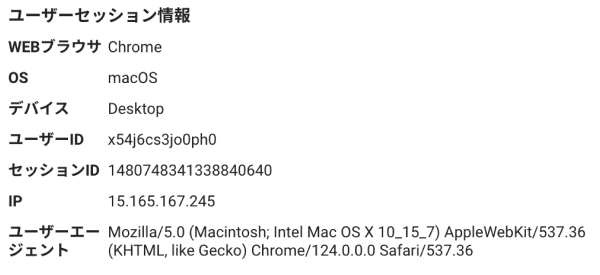 ユーザーセッション情報
WEBブラウサ Chrome
OS macOS
デバイス Desktop
ユーザーID x54j6cs3jo0ph0
セッションID 1480748341338840640
IP 15.165.167.245
ユーザーエー Mozilla/5.0 (Macintosh; Intel Mac OS X 10_15_7) AppleWebKit/537.36
ジェント (KHTML, like Gecko) Chrome/124.0.0.0 Safari/537.36